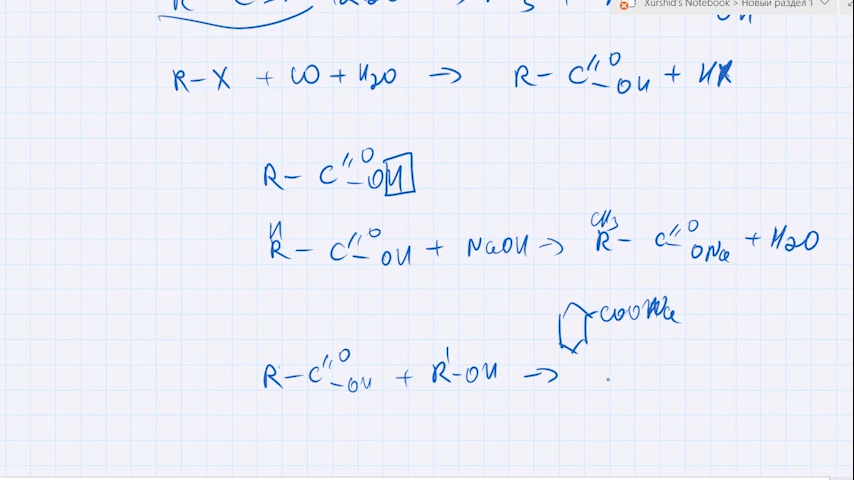 Xurshid's Notebook > Новый раздел 1
R-X + CO + H2O → R-C//O-OH + HX
R-C//O-OH
H
R-C//O-OH + NaOH → R-C//O-ONa + H2O
CH3
COONa
R-C//O-OH + R'-OH →